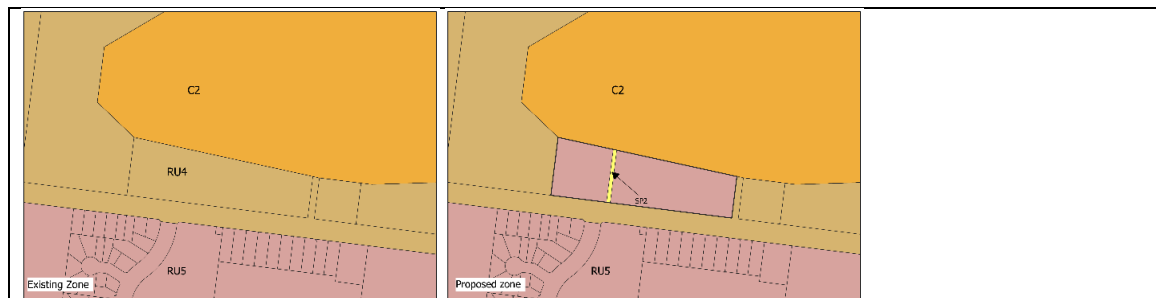 C2
RU4
RU5
Existing Zone
C2
SP2
RU5
Proposed zone